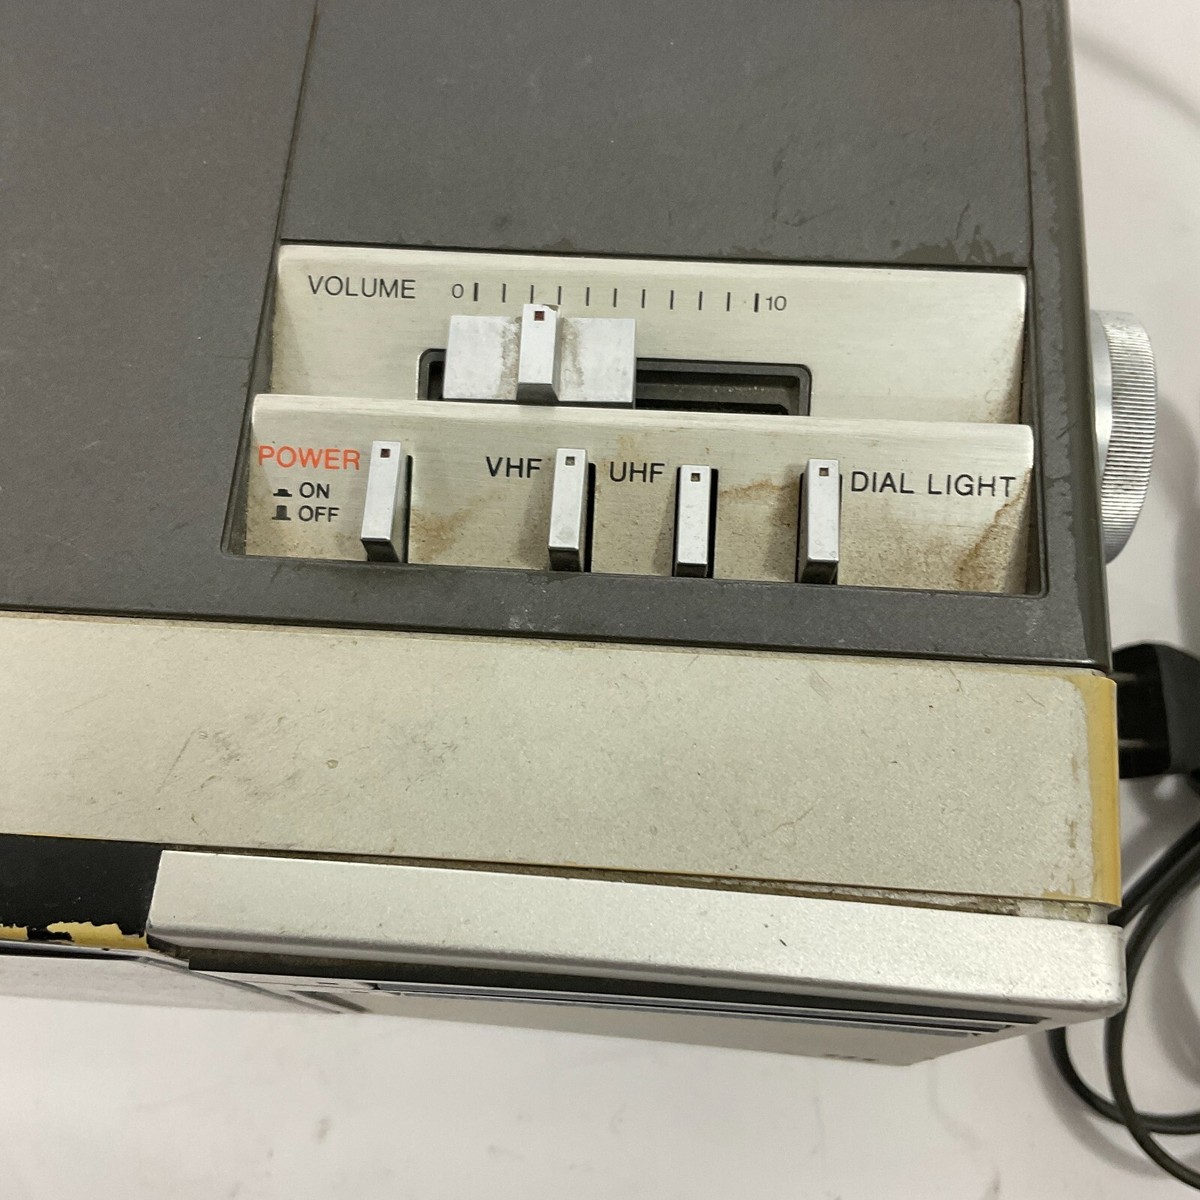 VOLUME 0 10
POWER
ON
OFF
VHF
UHF
DIAL LIGHT